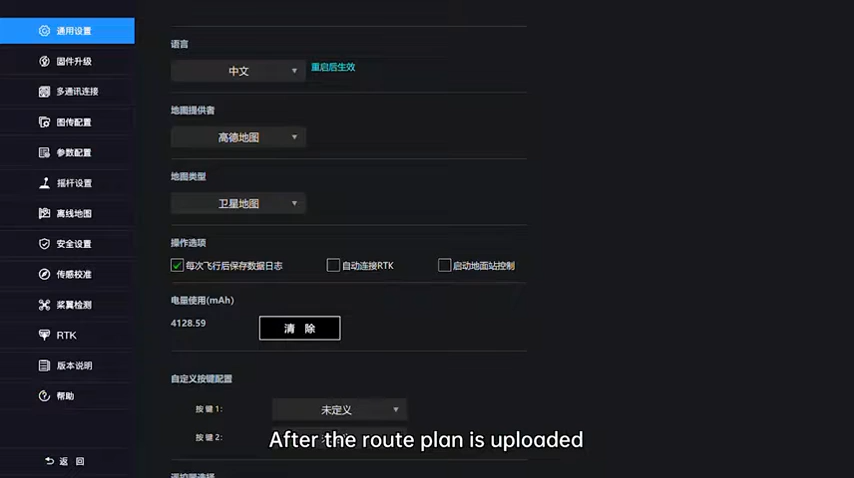 通用设置
固件升级
多通讯连接
图传配置
参数配置
摇杆设置
离线地图
安全设置
传感校准
桨翼检测
RTK
版本说明
帮助
返 回
语言
中文
重启后生效
地图提供者
高德地图
地图类型
卫星地图
操作选项
每次飞行后保存数据日志
自动连接RTK
启动地面站控制
电量使用(mAh)
4128.59
清 除
自定义按键配置
按键1:
未定义
按键2:
After the route plan is uploaded